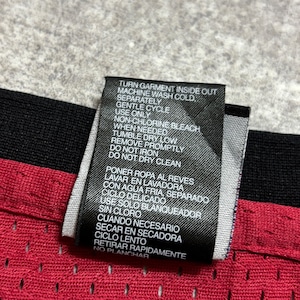 TURN GARMENT INSIDE OUT
MACHINE WASH COLD,
SEPARATELY
GENTLE CYCLE
USE ONLY
NON-CHLORINE BLEACH
WHEN NEEDED
TUMBLE DRY LOW
REMOVE PROMPTLY
DO NOT IRON
DO NOT DRY CLEAN
PONER ROPA AL REVES
LAVAR EN LAVADORA
CON AGUA FRIA, SEPARADO
CICLO DELICADO
USE SOLO BLANQUEADOR
SIN CLORO
CUANDO NECESARIO
SECAR EN SECADORA
CICLO LENTO
RETIRAR RAPIDAMENTE
NO PLANCHAR